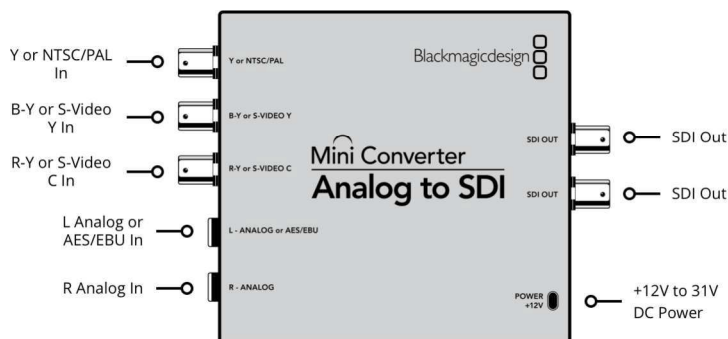 Y or NTSC/PAL
In
B-Y or S-Video
Y In
R-Y or S-Video
C In
L Analog or
AES/EBU In
R Analog In
Y or NTSC/PAL
B-Y or S-VIDEO Y
R-Y or S-VIDEO C
L - ANALOG or AES/EBU
R - ANALOG
Blackmagicdesign
Mini Converter
Analog to SDI
SDI OUT
SDI OUT
POWER
+12V
SDI Out
SDI Out
+12V to 31V
DC Power